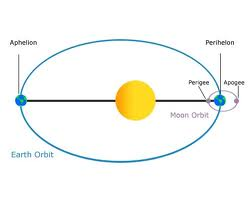 Aphelion
Perihelon
Perigee
Apogee
Moon Orbit
Earth Orbit